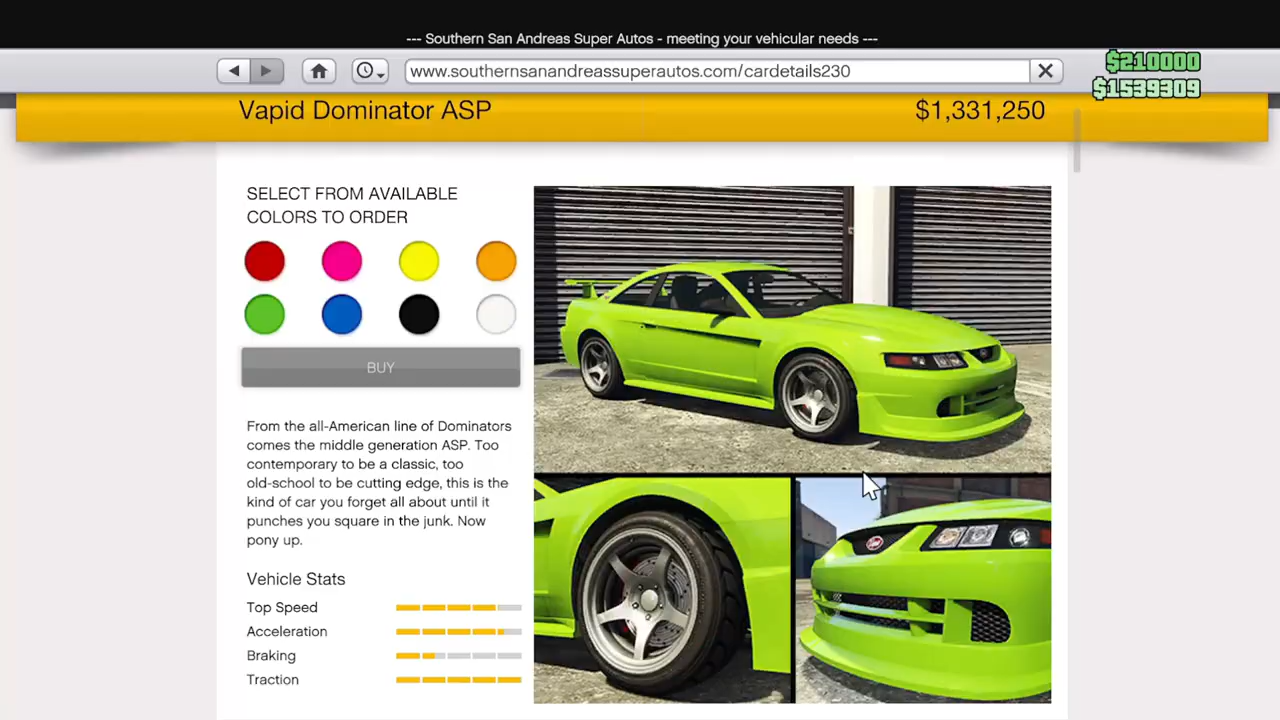 --- Southern San Andreas Super Autos - meeting your vehicular needs ---
www.southernsanandreassuperautos.com/cardetails230
$210000
$1539309
Vapid Dominator ASP
$1,331,250
SELECT FROM AVAILABLE
COLORS TO ORDER
BUY
From the all-American line of Dominators
comes the middle generation ASP. Too
contemporary to be a classic, too
old-school to be cutting edge, this is the
kind of car you forget all about until it
punches you square in the junk. Now
pony up.
Vehicle Stats
Top Speed
Acceleration
Braking
Traction